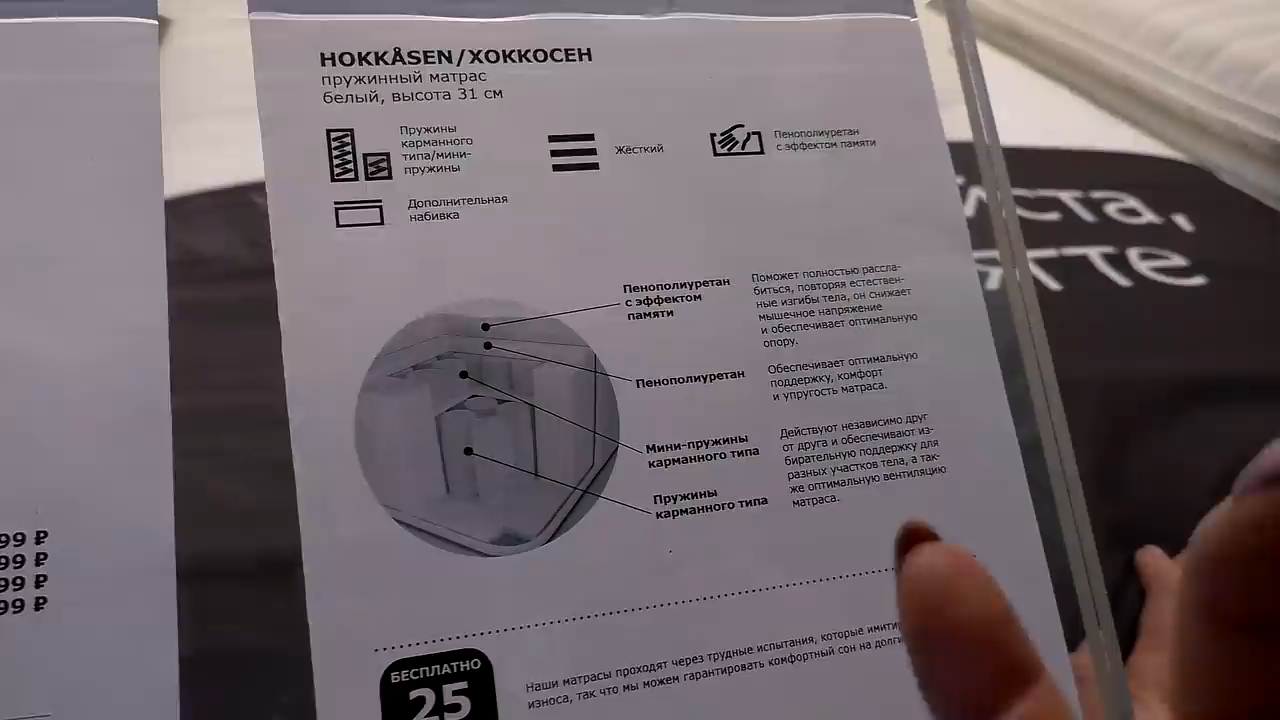 HOKKÅSEN/ХОККОСЕН
пружинный матрас
белый, высота 31 см
Пружины
карманного
типа/мини-
пружины
Жёсткий
Пенополиуретан
с эффектом памяти
Дополнительная
набивка
Пенополиуретан
с эффектом
памяти
Поможет полностью рассла-
биться, повторяя естествен-
ные изгибы тела, он снижает
мышечное напряжение
и обеспечивает оптимальную
опору.
Пенополиуретан
Обеспечивает оптимальную
поддержку, комфорт
и упругость матраса.
Мини-пружины
карманного типа
Действуют независимо друг
от друга и обеспечивают из-
бирательную поддержку для
разных участков тела, а так-
же оптимальную вентиляцию
матраса.
Пружины
карманного типа
БЕСПЛАТНО
25
Наши матрасы проходят через трудные испытания, которые имити
износа, так что мы можем гарантировать комфортный сон на долги
99 ₽
99 ₽
99 ₽
99 ₽